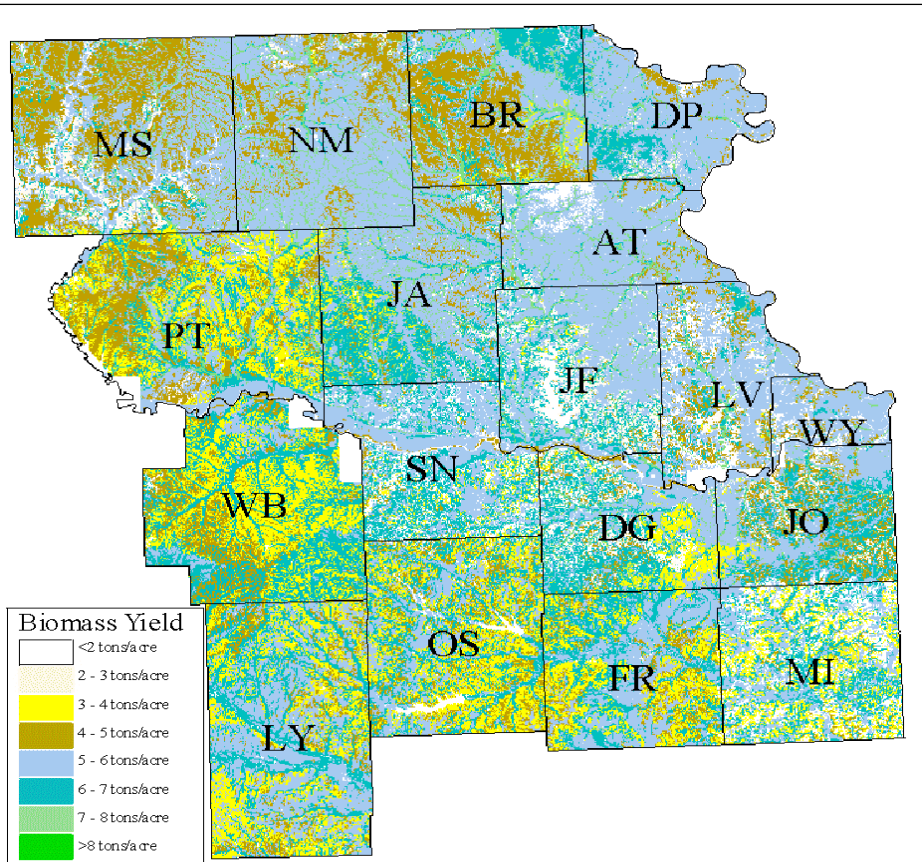 BR
DP
MS
NM
AT
JA
PT
JF
LV
WY
SN
WB
DG
JO
OS
FR
MI
LY
Biomass Yield
<2 tons/acre
2 - 3 tons/acre
3 - 4 tons/acre
4 - 5 tons/acre
5 - 6 tons/acre
6 - 7 tons/acre
7 - 8 tons/acre
>8 tons/acre